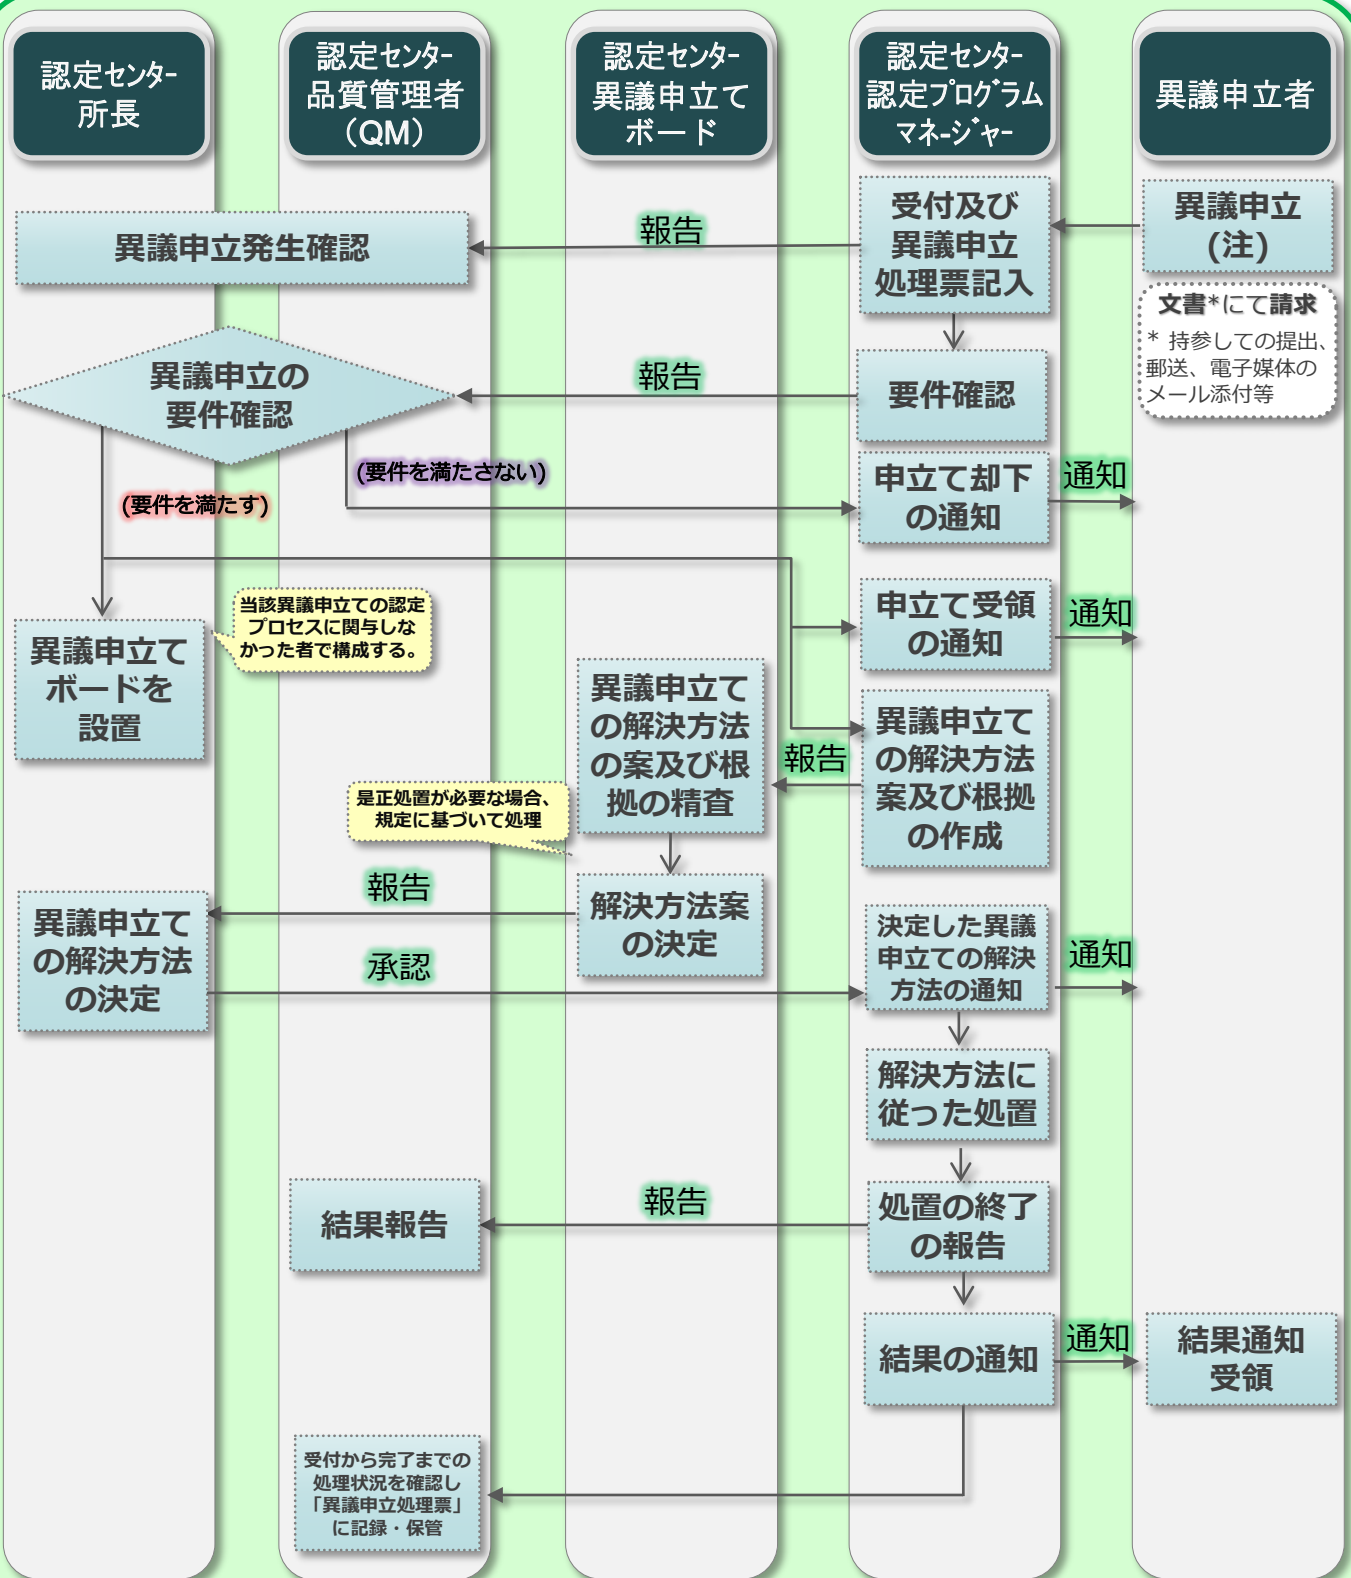 認定センター
所長
認定センター
品質管理者
(QM)
認定センター
異議申立て
ボード
認定センター
認定プログラム
マネージャー
異議申立者
異議申立
(注)
文書*にて請求
* 持参しての提出、
郵送、電子媒体の
メール添付等
受付及び
異議申立
処理票記入
報告
異議申立発生確認
要件確認
報告
異議申立の
要件確認
(要件を満たさない)
(要件を満たす)
申立て却下
の通知
通知
申立て受領
の通知
通知
当該異議申立ての認定
プロセスに関与しな
かった者で構成する。
異議申立て
ボードを
設置
異議申立て
の解決方法
案及び根拠
の作成
報告
異議申立て
の解決方法
の案及び根
拠の精査
是正処置が必要な場合、
規定に基づいて処理
解決方法案
の決定
報告
異議申立て
の解決方法
の決定
承認
決定した異議
申立ての解決
方法の通知
通知
解決方法に
従った処置
処置の終了
の報告
報告
結果報告
結果の通知
通知
結果通知
受領
受付から完了までの
処理状況を確認し
「異議申立処理票」
に記録・保管